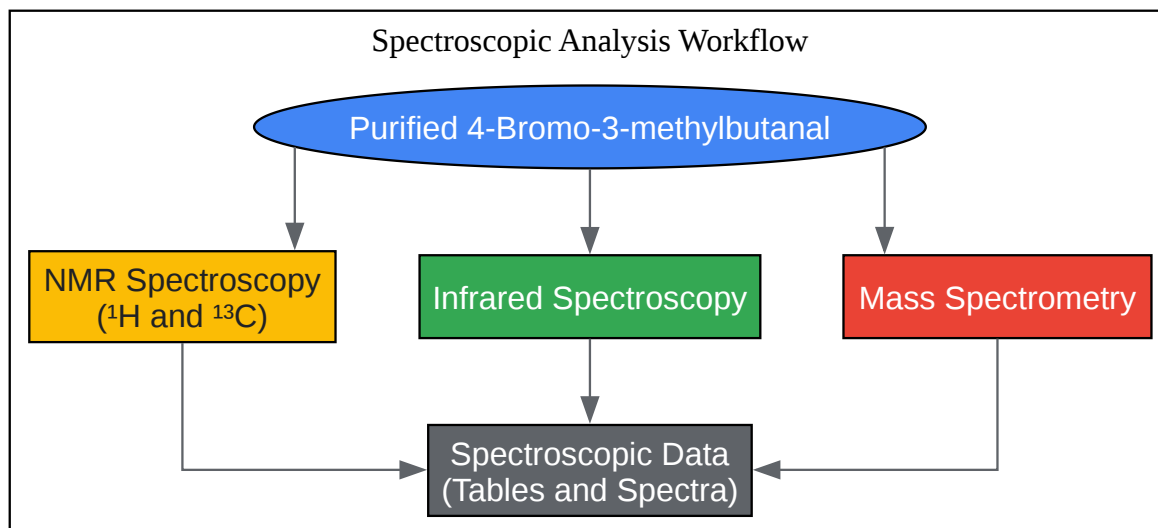 Spectroscopic Analysis Workflow
Purified 4-Bromo-3-methylbutanal
NMR Spectroscopy
(¹H and ¹³C)
Infrared Spectroscopy
Mass Spectrometry
Spectroscopic Data
(Tables and Spectra)